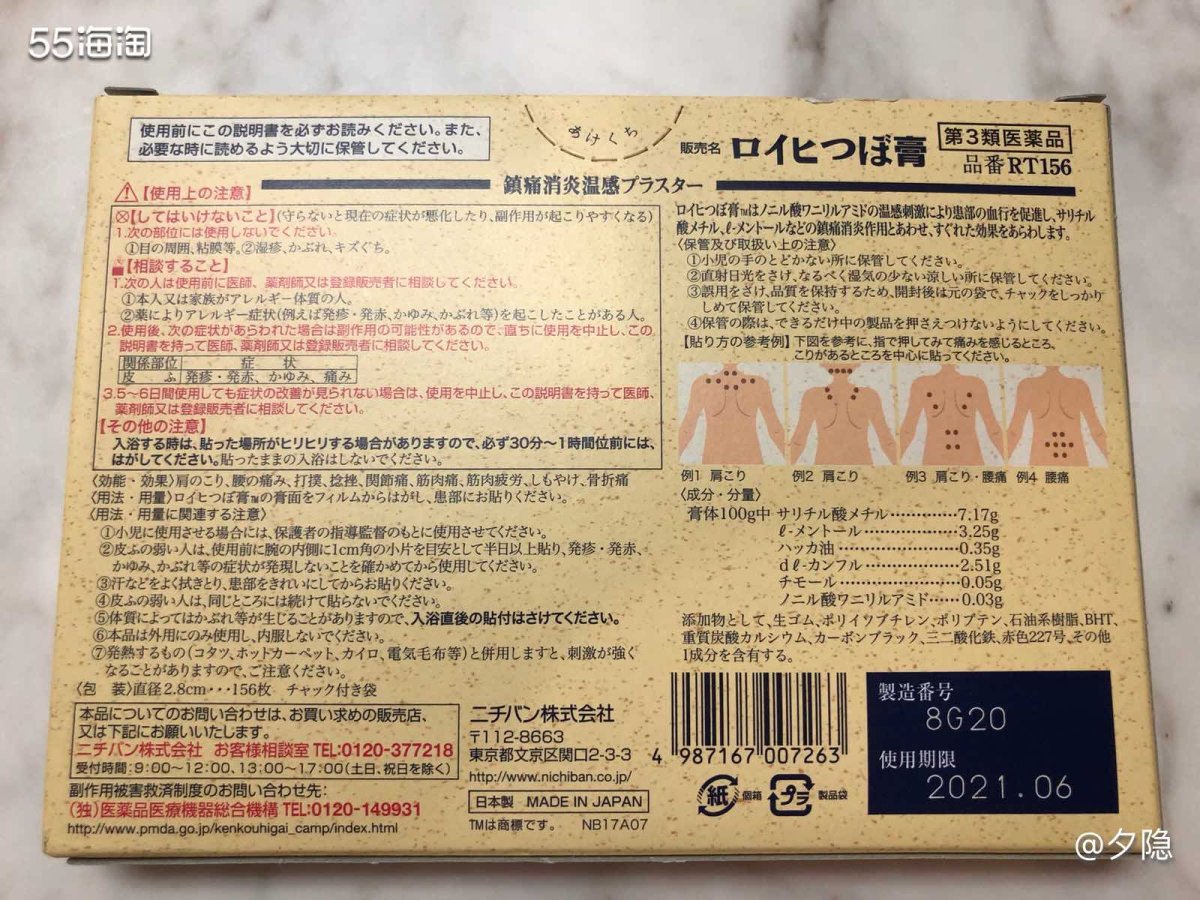 55海淘
使用前にこの説明書を必ずお読みください。また、
必要な時に読めるよう大切に保管してください。
あけくち
販売名 ロイヒつぼ膏 第3類医薬品
品番RT156
鎮痛消炎温感プラスター
⚠【使用上の注意】
【してはいけないこと】(守らないと現在の症状が悪化したり、副作用が起こりやすくなる)
1.次の部位には使用しないでください。
①目の周囲、粘膜等。②湿疹、かぶれ、キズぐち。
【相談すること】
1.次の人は使用前に医師、薬剤師又は登録販売者に相談してください。
①本人又は家族がアレルギー体質の人。
②薬によりアレルギー症状(例えば発疹・発赤、かゆみ、かぶれ等)を起こしたことがある人。
2.使用後、次の症状があらわれた場合は副作用の可能性があるので、直ちに使用を中止し、この
説明書を持って医師、薬剤師又は登録販売者に相談してください。
関係部位 症 状
皮 ふ 発疹・発赤、かゆみ、痛み
3.5〜6日間使用しても症状の改善が見られない場合は、使用を中止し、この説明書を持って医師、
薬剤師又は登録販売者に相談してください。
【その他の注意】
入浴する時は、貼った場所がヒリヒリする場合がありますので、必ず30分〜1時間位前には、
はがしてください。貼ったままの入浴はしないでください。
〈効能・効果〉肩のこり、腰の痛み、打撲、捻挫、関節痛、筋肉痛、筋肉疲労、しもやけ、骨折痛
〈用法・用量〉ロイヒつぼ膏™の膏面をフィルムからはがし、患部にお貼りください。
〈用法・用量に関連する注意〉
①小児に使用させる場合には、保護者の指導監督のもとに使用させてください。
②皮ふの弱い人は、使用前に腕の内側に1cm角の小片を目安として半日以上貼り、発疹・発赤、
かゆみ、かぶれ等の症状が発現しないことを確かめてから使用してください。
③汗などをよく拭きとり、患部をきれいにしてからお貼りください。
④皮ふの弱い人は、同じところには続けて貼らないでください。
⑤体質によってはかぶれ等が生じることがありますので、入浴直後の貼付はさけてください。
⑥本品は外用にのみ使用し、内服しないでください。
⑦発熱するもの(コタツ、ホットカーペット、カイロ、電気毛布等)と併用しますと、刺激が強く
なることがありますので、ご注意ください。
〈包 装〉直径2.8cm・・・156枚 チャック付き袋
本品についてのお問い合わせは、お買い求めの販売店、
又は下記にお願いいたします。
ニチバン株式会社 お客様相談室 TEL:0120-377218
受付時間:9:00〜12:00、13:00〜17:00(土日、祝日を除く)
副作用被害救済制度のお問い合わせ先:
(独)医薬品医療機器総合機構 TEL:0120-149931
http://www.pmda.go.jp/kenkouhigai_camp/index.html
ニチバン株式会社
〒112-8663
東京都文京区関口2-3-3
http://www.nichiban.co.jp/
日本製 MADE IN JAPAN
TMは商標です。 NB17A07
ロイヒつぼ膏™はノニル酸ワニリルアミドの温感刺激により患部の血行を促進し、サリチル
酸メチル、ℓ-メントールなどの鎮痛消炎作用とあわせ、すぐれた効果をあらわします。
〈保管及び取扱い上の注意〉
①小児の手のとどかない所に保管してください。
②直射日光をさけ、なるべく湿気の少ない涼しい所に保管してください。
③誤用をさけ、品質を保持するため、開封後は元の袋で、チャックをしっかり
しめて保管してください。
④保管の際は、できるだけ中の製品を押さえつけないようにしてください。
【貼り方の参考例】下図を参考に、指で押してみて痛みを感じるところ、
こりがあるところを中心に貼ってください。
例1 肩こり 例2 肩こり 例3 肩こり・腰痛 例4 腰痛
〈成分・分量〉
膏体100g中 サリチル酸メチル…………7.17g
ℓ-メントール…………3.25g
ハッカ油…………0.35g
dℓ-カンフル…………2.51g
チモール…………0.05g
ノニル酸ワニリルアミド……0.03g
添加物として、生ゴム、ポリイソブチレン、ポリブテン、石油系樹脂、BHT、
重質炭酸カルシウム、カーボンブラック、三二酸化鉄、赤色227号、その他
1成分を含有する。
4 987167 007263
紙 個箱 プラ 製品袋
製造番号
8G20
使用期限
2021.06
@夕隐